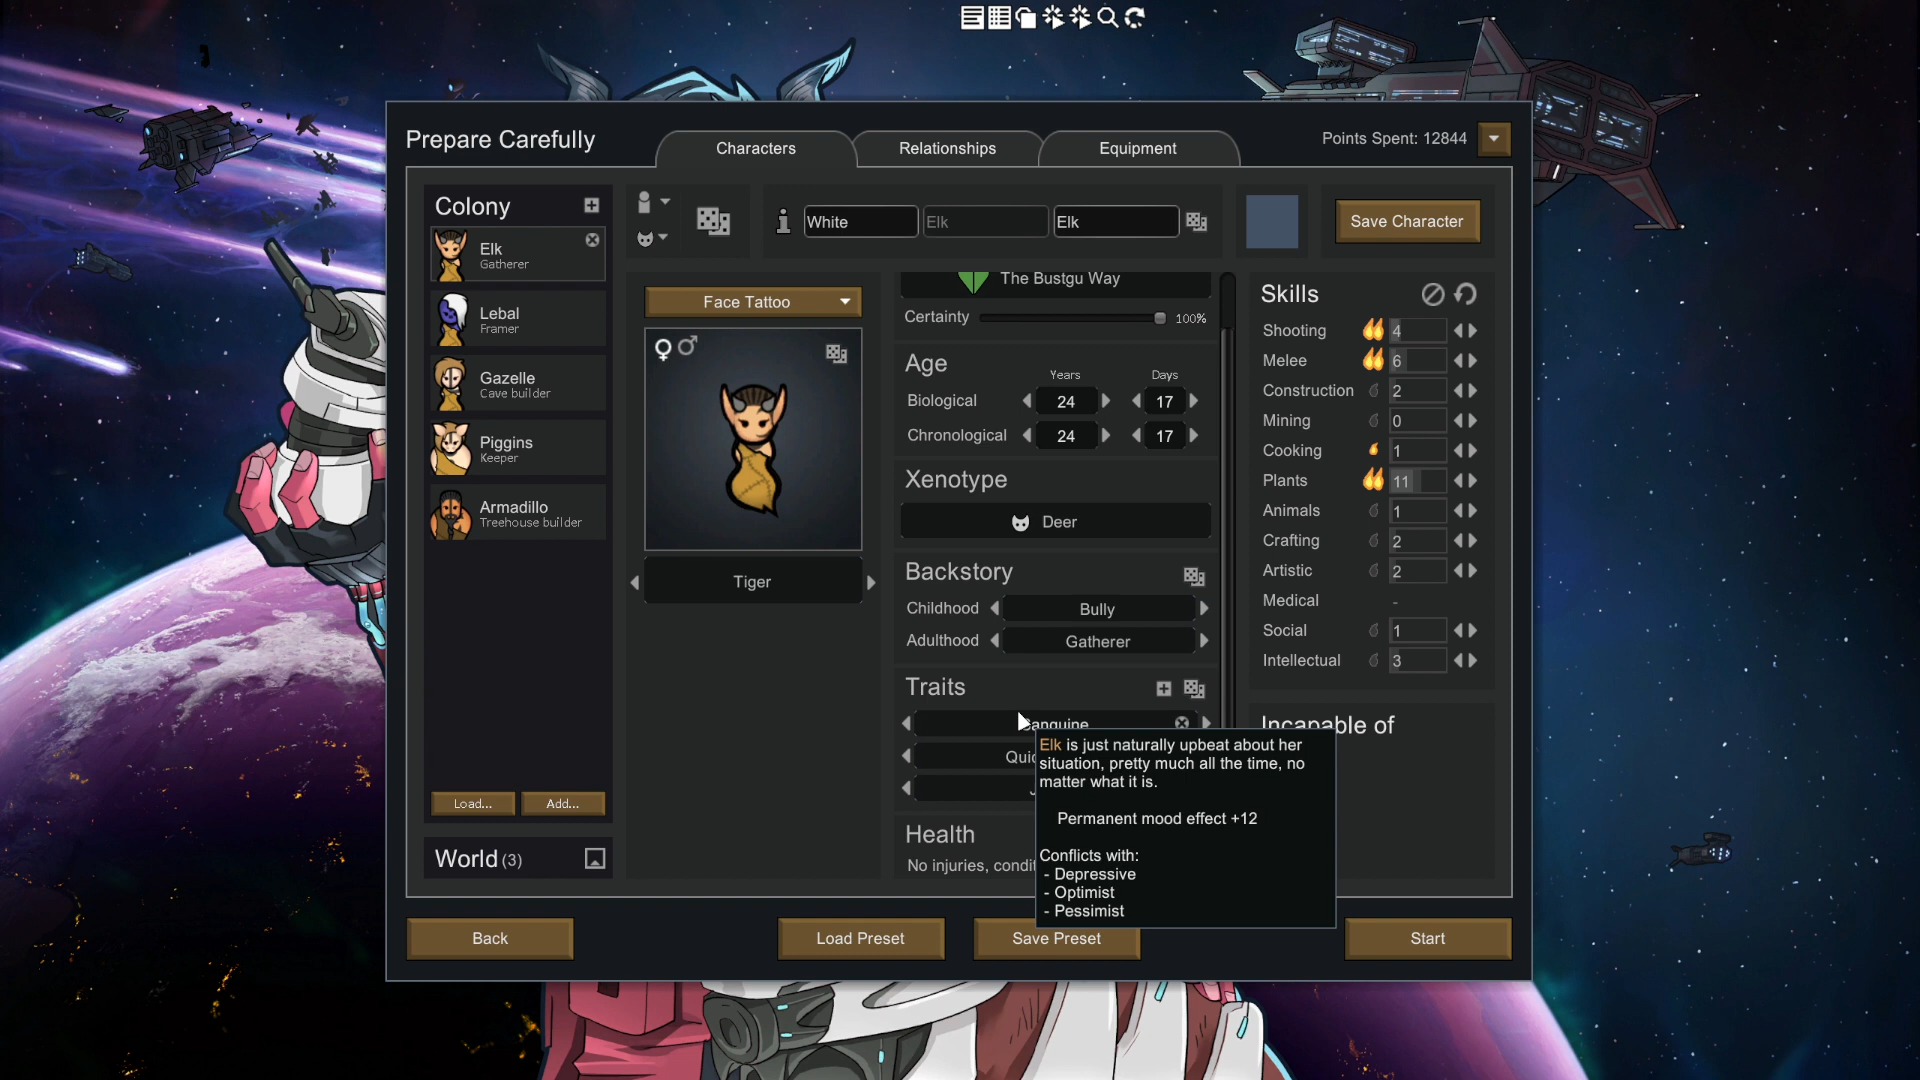 Prepare Carefully
Characters
Relationships
Equipment
Points Spent: 12844
Colony
Elk
Gatherer
Lebal
Framer
Gazelle
Cave builder
Piggins
Keeper
Armadillo
Treehouse builder
Load...
Add...
World (3)
White
Elk
Elk
Save Character
Face Tattoo
Tiger
The Bustgu Way
Certainty
100%
Age
Years
Days
Biological
24
17
Chronological
24
17
Xenotype
Deer
Backstory
Childhood
Bully
Adulthood
Gatherer
Traits
Sanguine
Quic
Health
No injuries, condi
Elk is just naturally upbeat about her
situation, pretty much all the time, no
matter what it is.
Permanent mood effect +12
Conflicts with:
- Depressive
- Optimist
- Pessimist
Skills
Shooting 4
Melee 6
Construction 2
Mining 0
Cooking 1
Plants 11
Animals 1
Crafting 2
Artistic 2
Medical -
Social 1
Intellectual 3
Incapable of
Back
Load Preset
Save Preset
Start